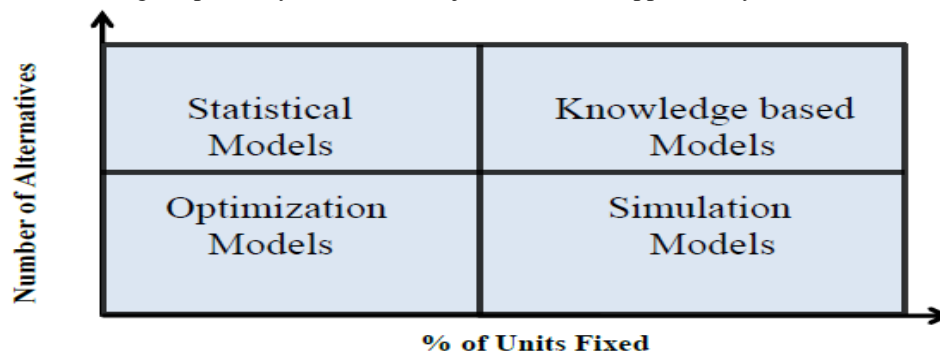 Number of Alternatives
Statistical
Models
Knowledge based
Models
Optimization
Models
Simulation
Models
% of Units Fixed